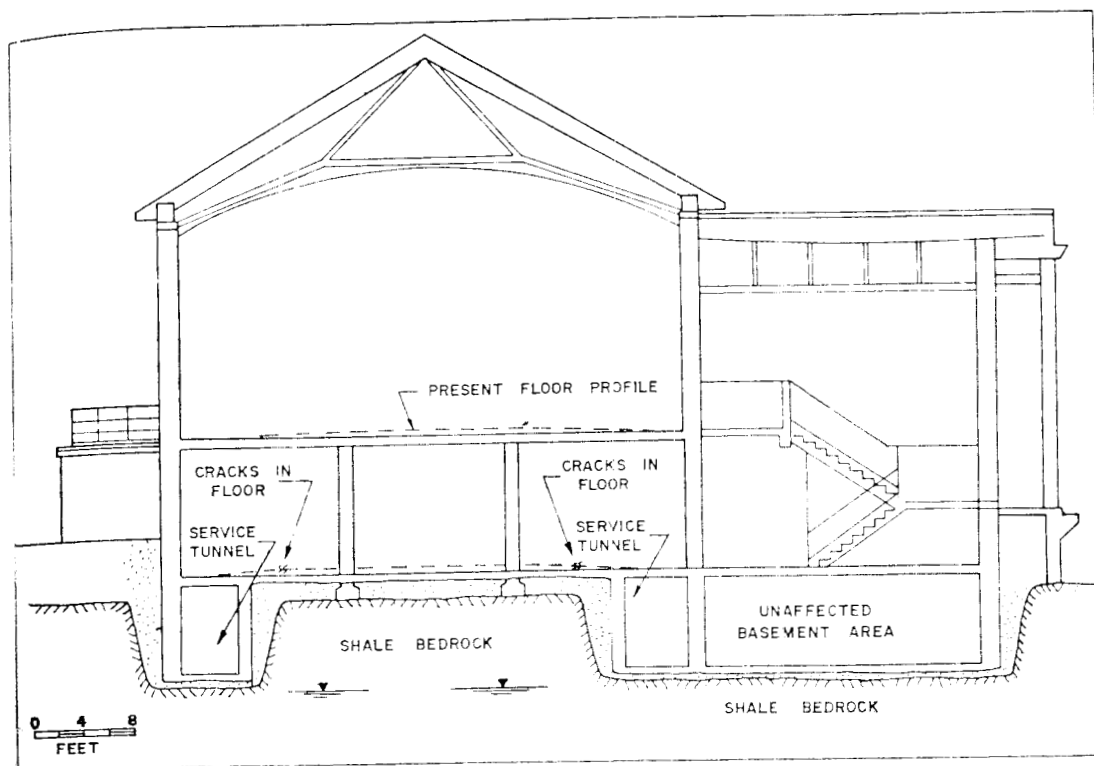 PRESENT FLOOR PROFILE
CRACKS IN
FLOOR
CRACKS IN
FLOOR
SERVICE
TUNNEL
SERVICE
TUNNEL
UNAFFECTED
BASEMENT AREA
SHALE BEDROCK
SHALE BEDROCK
0 4 8
FEET